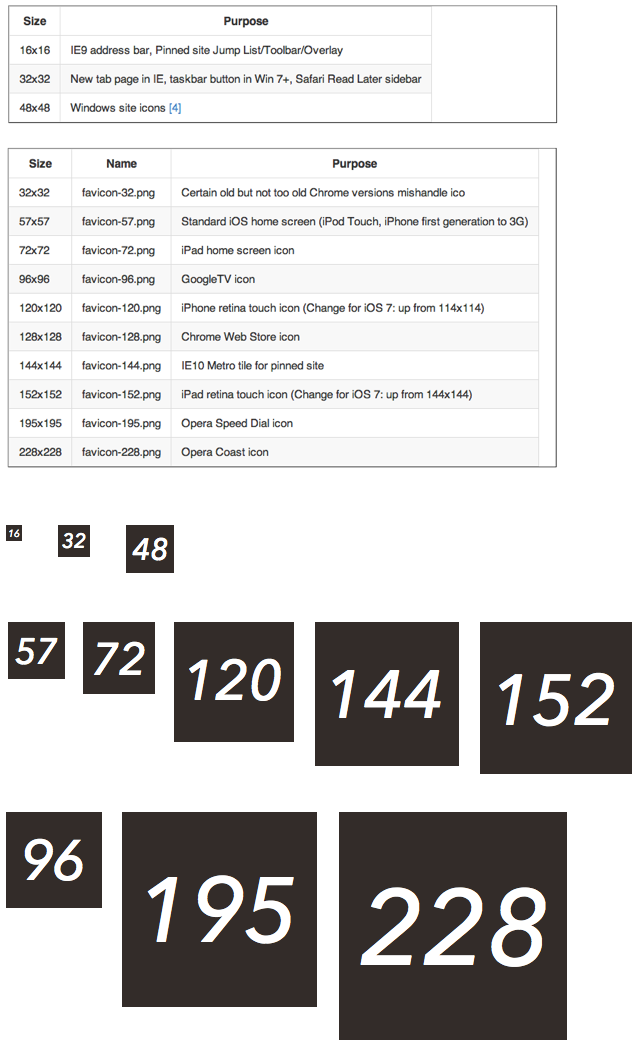 Size Purpose
16x16 IE9 address bar, Pinned site Jump List/Toolbar/Overlay
32x32 New tab page in IE, taskbar button in Win 7+, Safari Read Later sidebar
48x48 Windows site icons [4]
Size Name Purpose
32x32 favicon-32.png Certain old but not too old Chrome versions mishandle ico
57x57 favicon-57.png Standard iOS home screen (iPod Touch, iPhone first generation to 3G)
72x72 favicon-72.png iPad home screen icon
96x96 favicon-96.png GoogleTV icon
120x120 favicon-120.png iPhone retina touch icon (Change for iOS 7: up from 114x114)
128x128 favicon-128.png Chrome Web Store icon
144x144 favicon-144.png IE10 Metro tile for pinned site
152x152 favicon-152.png iPad retina touch icon (Change for iOS 7: up from 144x144)
195x195 favicon-195.png Opera Speed Dial icon
228x228 favicon-228.png Opera Coast icon
16 32 48
57 72 120 144 152
96 195 228